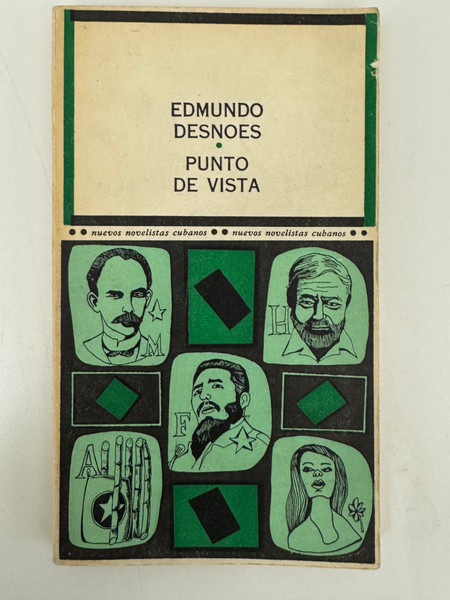 EDMUNDO
DESNOES
PUNTO
DE VISTA
nuevos novelistas cubanos nuevos novelistas cubanos
M
H
F
A